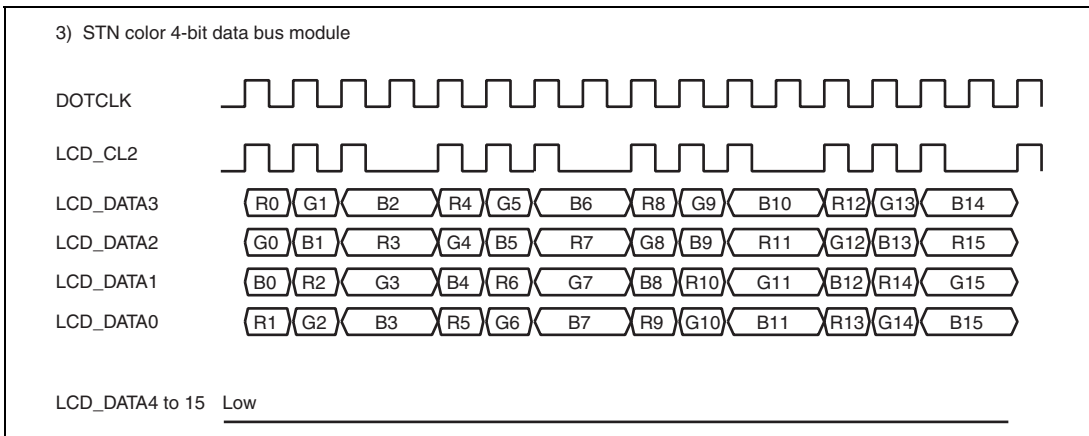 3) STN color 4-bit data bus module
DOTCLK
LCD_CL2
LCD_DATA3 R0 G1 B2 R4 G5 B6 R8 G9 B10 R12 G13 B14
LCD_DATA2 G0 B1 R3 G4 B5 R7 G8 B9 R11 G12 B13 R15
LCD_DATA1 B0 R2 G3 B4 R6 G7 B8 R10 G11 B12 R14 G15
LCD_DATA0 R1 G2 B3 R5 G6 B7 R9 G10 B11 R13 G14 B15
LCD_DATA4 to 15 Low